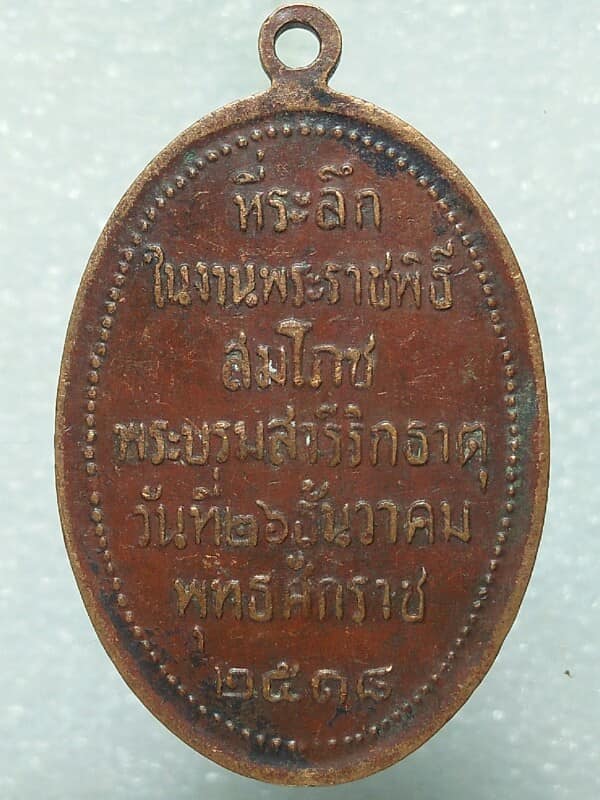 ที่ระลึก
ในงานพระราชพิธี
สมโภช
พระบรมสารีริกธาตุ
วันที่๒๖ธันวาคม
พุทธศักราช
๒๕๑๘